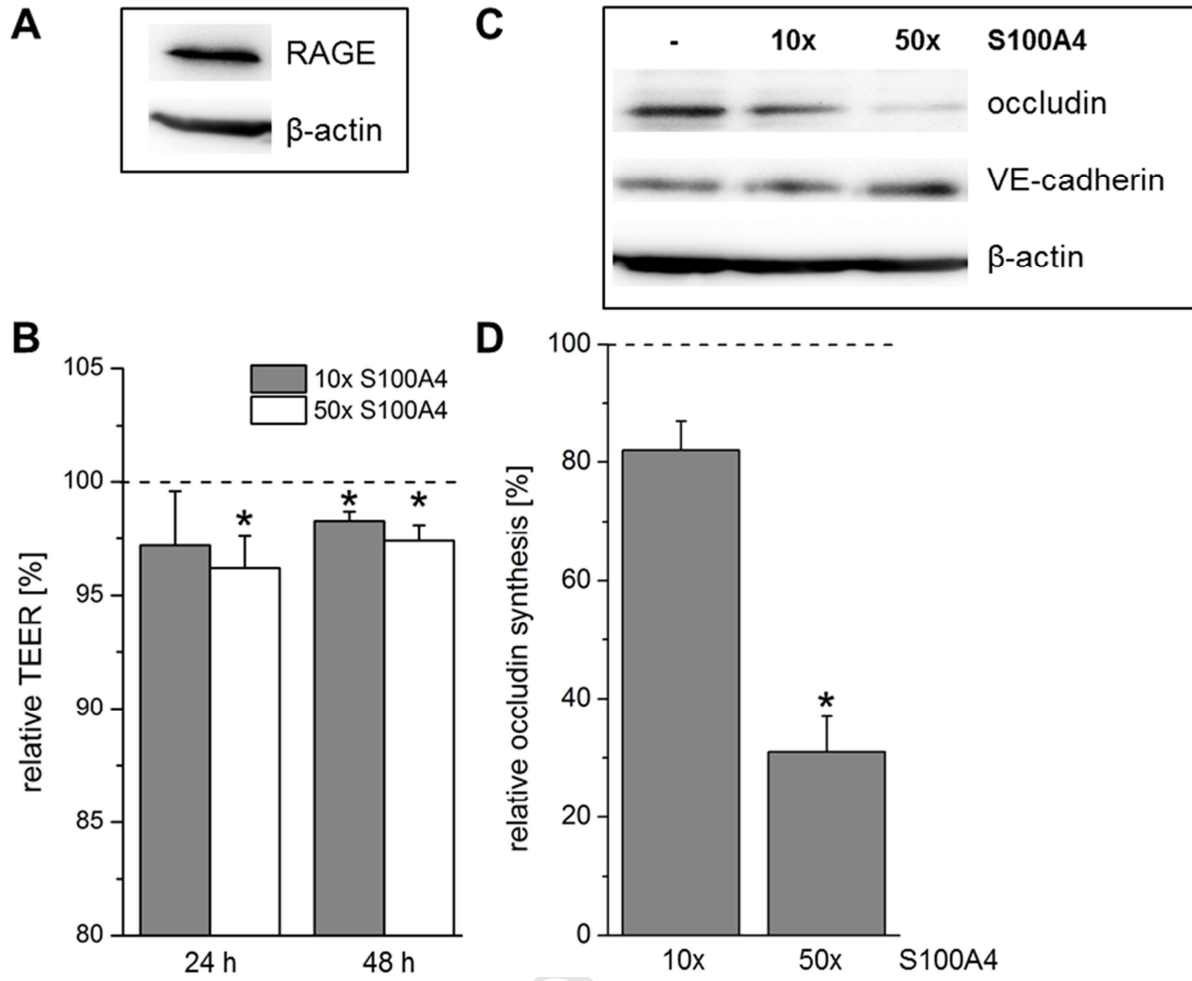 A
RAGE
β-actin
C
- 10x 50x S100A4
occludin
VE-cadherin
β-actin
B
105
100
95
90
85
80
relative TEER [%]
10x S100A4
50x S100A4
*
*
*
24 h 48 h
D
100
80
60
40
20
0
relative occludin synthesis [%]
*
10x 50x S100A4